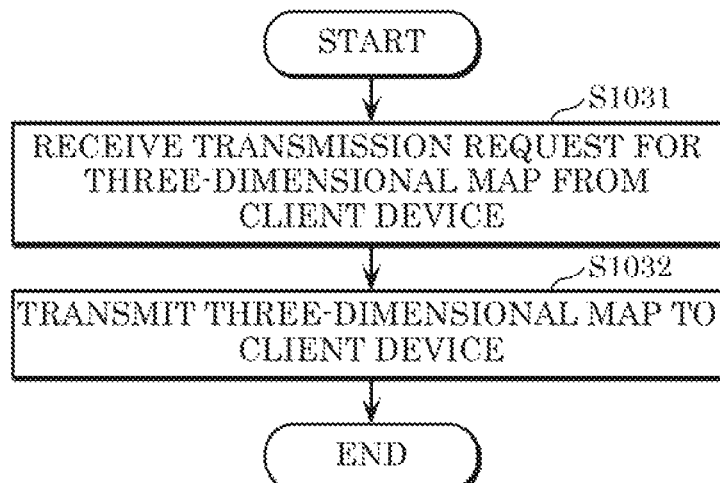 START
S1031
RECEIVE TRANSMISSION REQUEST FOR
THREE-DIMENSIONAL MAP FROM
CLIENT DEVICE
S1032
TRANSMIT THREE-DIMENSIONAL MAP TO
CLIENT DEVICE
END